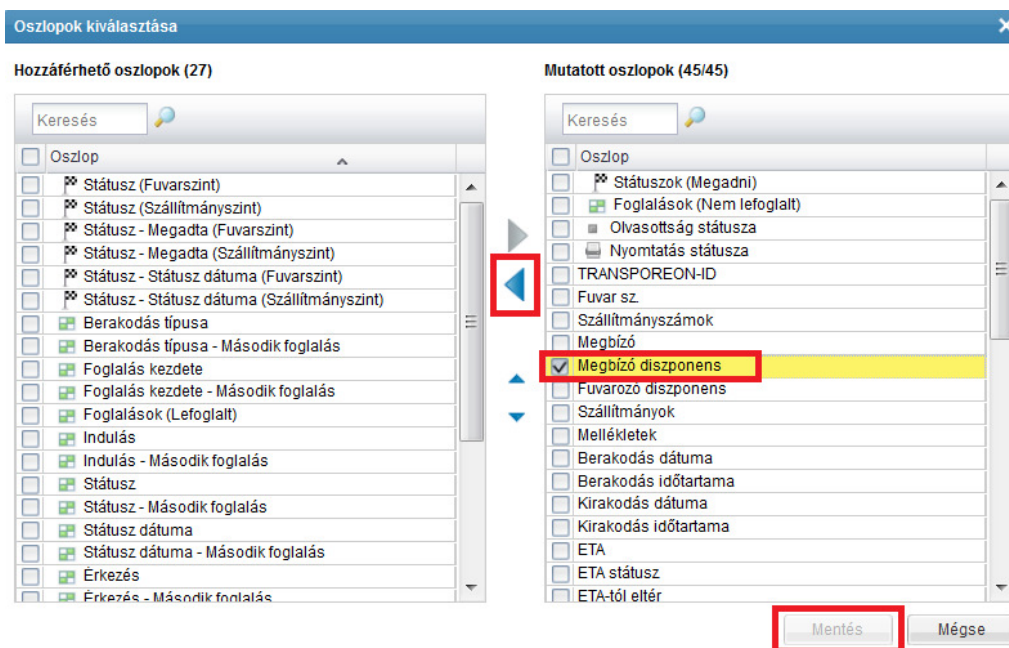 Oszlopok kiválasztása
Hozzáférhető oszlopok (27)
Keresés
Oszlop
Státusz (Fuvarszint)
Státusz (Szállítmányszint)
Státusz - Megadta (Fuvarszint)
Státusz - Megadta (Szállítmányszint)
Státusz - Státusz dátuma (Fuvarszint)
Státusz - Státusz dátuma (Szállítmányszint)
Berakodás típusa
Berakodás típusa - Második foglalás
Foglalás kezdete
Foglalás kezdete - Második foglalás
Foglalások (Lefoglalt)
Indulás
Indulás - Második foglalás
Státusz
Státusz - Második foglalás
Státusz dátuma
Státusz dátuma - Második foglalás
Érkezés
Érkezés - Második foglalás
Mutatott oszlopok (45/45)
Keresés
Oszlop
Státuszok (Megadni)
Foglalások (Nem lefoglalt)
Olvasottság státusza
Nyomtatás státusza
TRANSPOREON-ID
Fuvar sz.
Szállítmányszámok
Megbízó
Megbízó diszponens
Fuvarozó diszponens
Szállítmányok
Mellékletek
Berakodás dátuma
Berakodás időtartama
Kirakodás dátuma
Kirakodás időtartama
ETA
ETA státusz
ETA-tól eltér
Mentés
Mégse